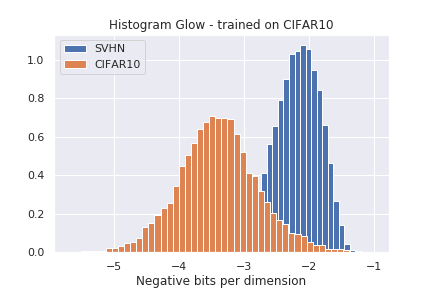 Histogram Glow - trained on CIFAR10
SVHN
CIFAR10
1.0
0.8
0.6
0.4
0.2
0.0
−5
−4
−3
−2
−1
Negative bits per dimension